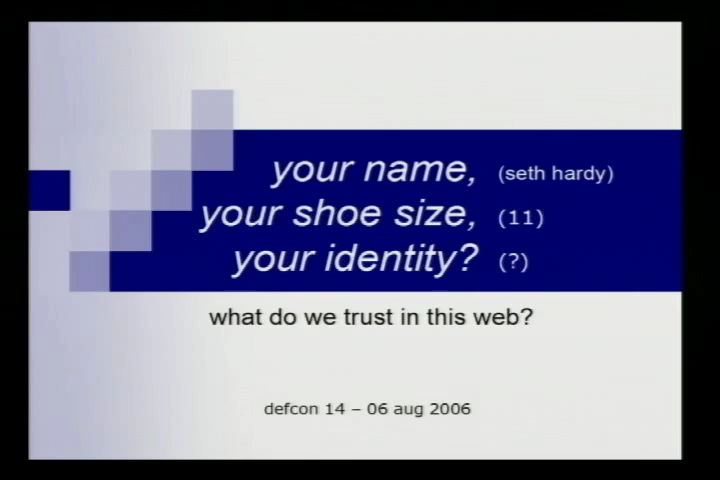 your name, (seth hardy)
your shoe size, (11)
your identity? (?)
what do we trust in this web?
defcon 14 – 06 aug 2006